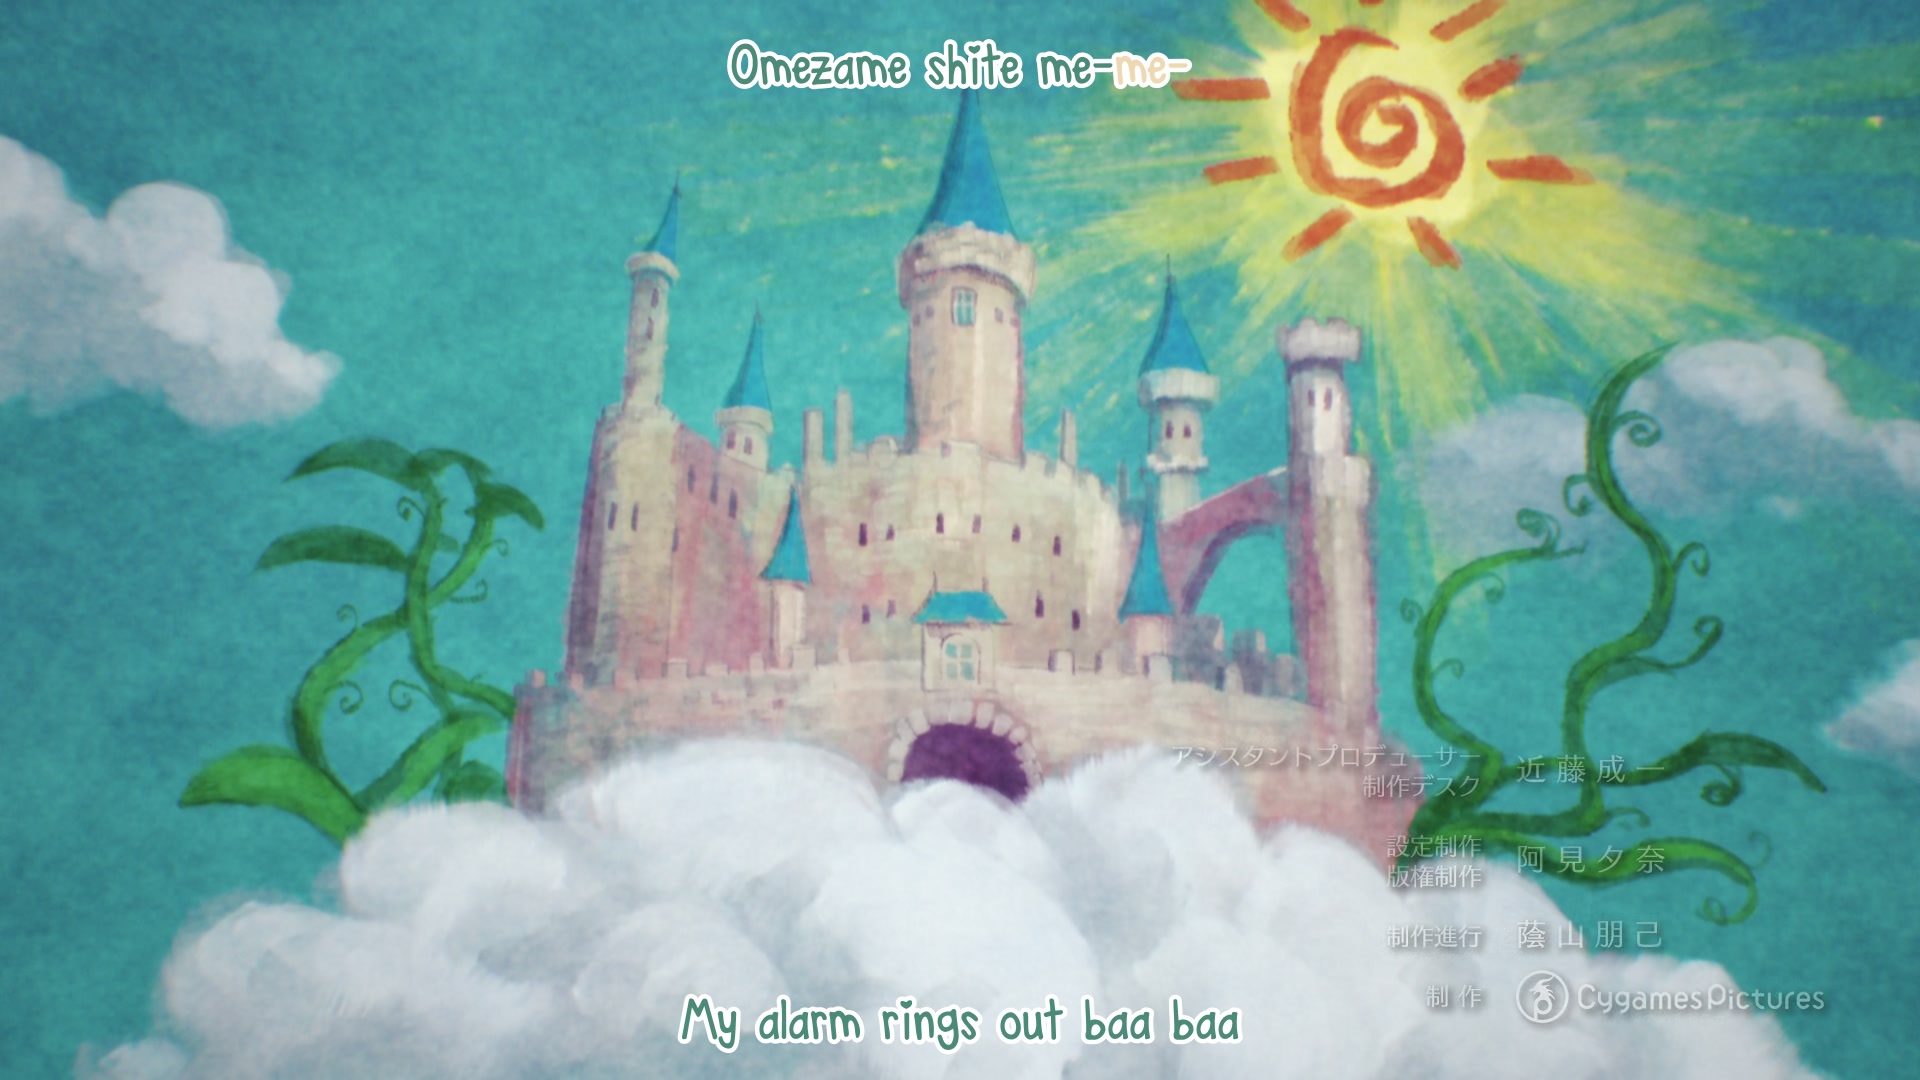 Omezame shite me-me-
アシスタントプロデューサー
制作デスク
近藤成一
設定制作
版権制作
阿見夕奈
制作進行 蔭山朋己
制作 CygamesPictures
My alarm rings out baa baa